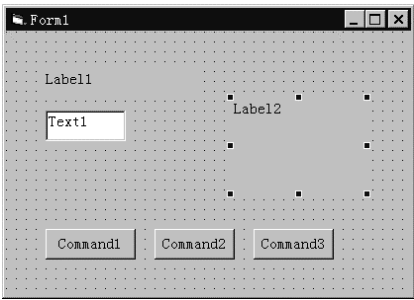 Form1
Label1
Label2
Text1
Command1 Command2 Command3